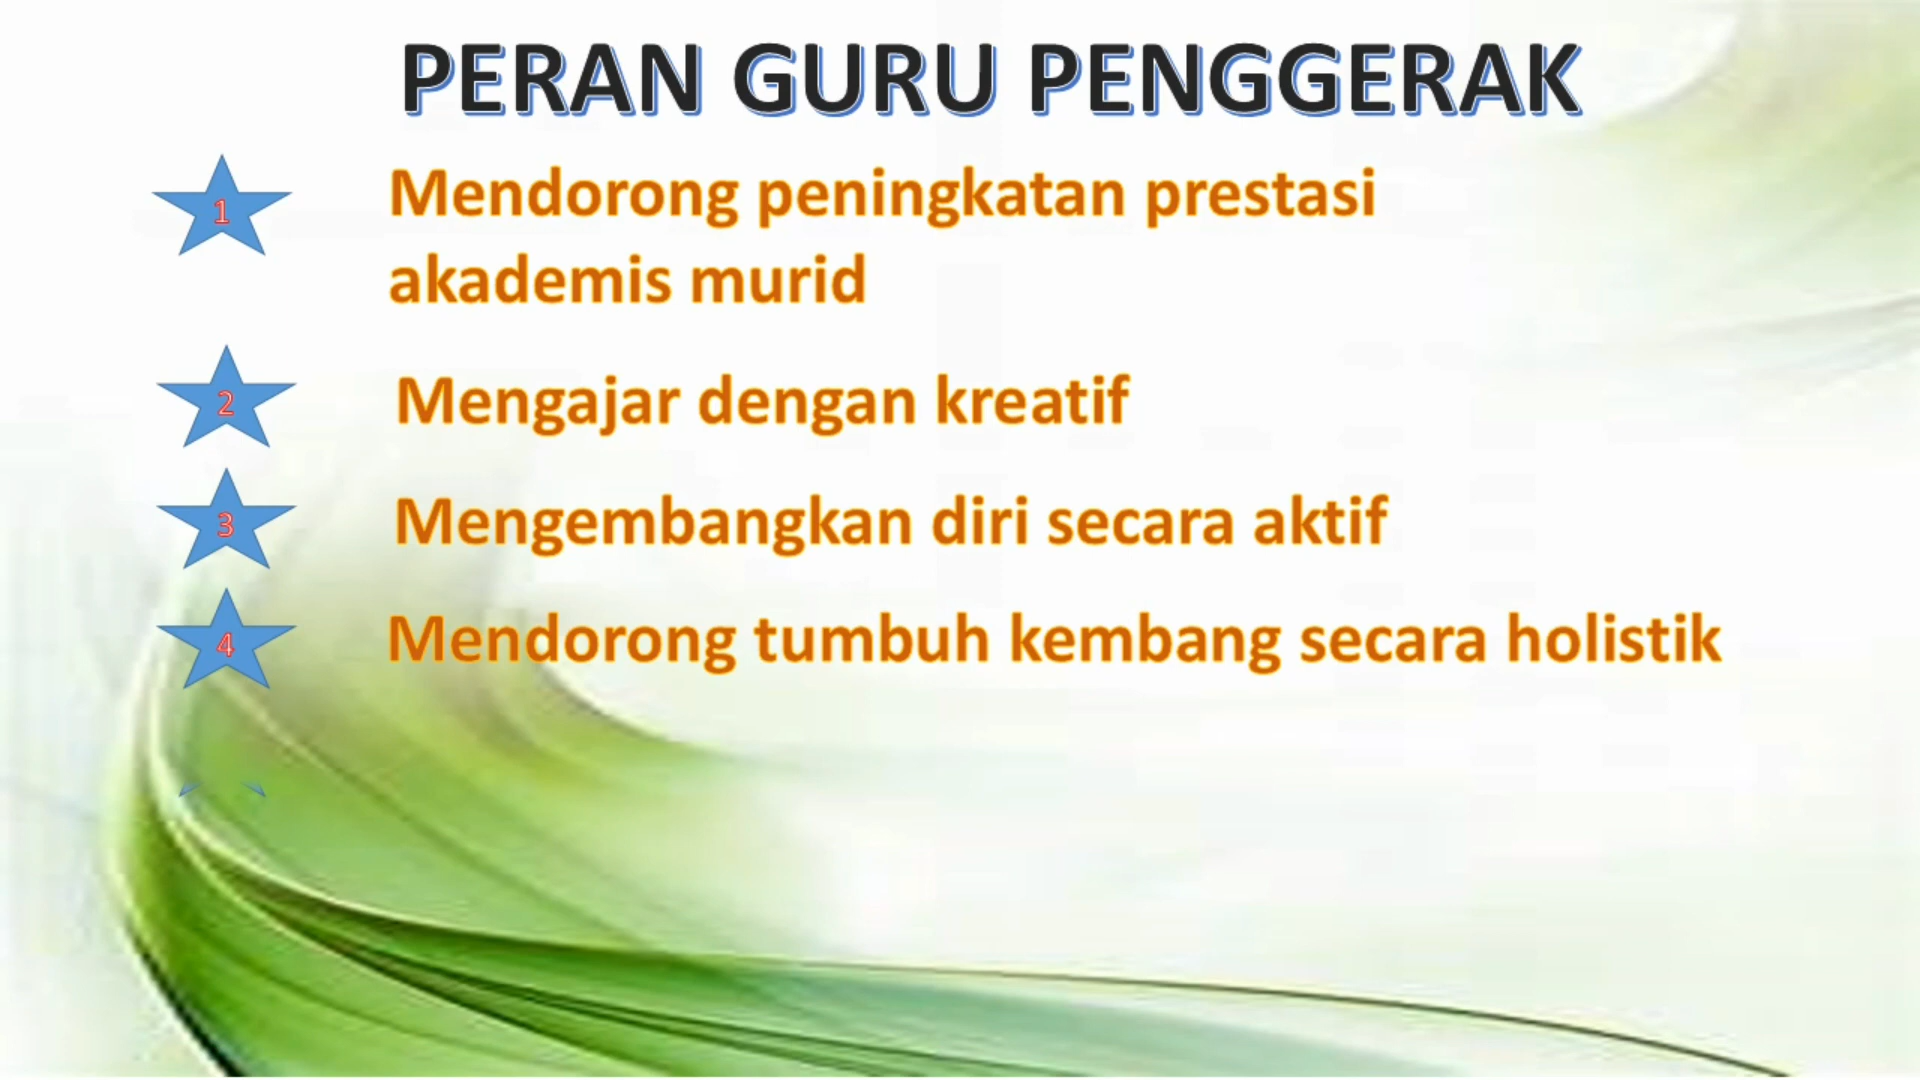 PERAN GURU PENGGERAK
1 Mendorong peningkatan prestasi
akademis murid
2 Mengajar dengan kreatif
3 Mengembangkan diri secara aktif
4 Mendorong tumbuh kembang secara holistik